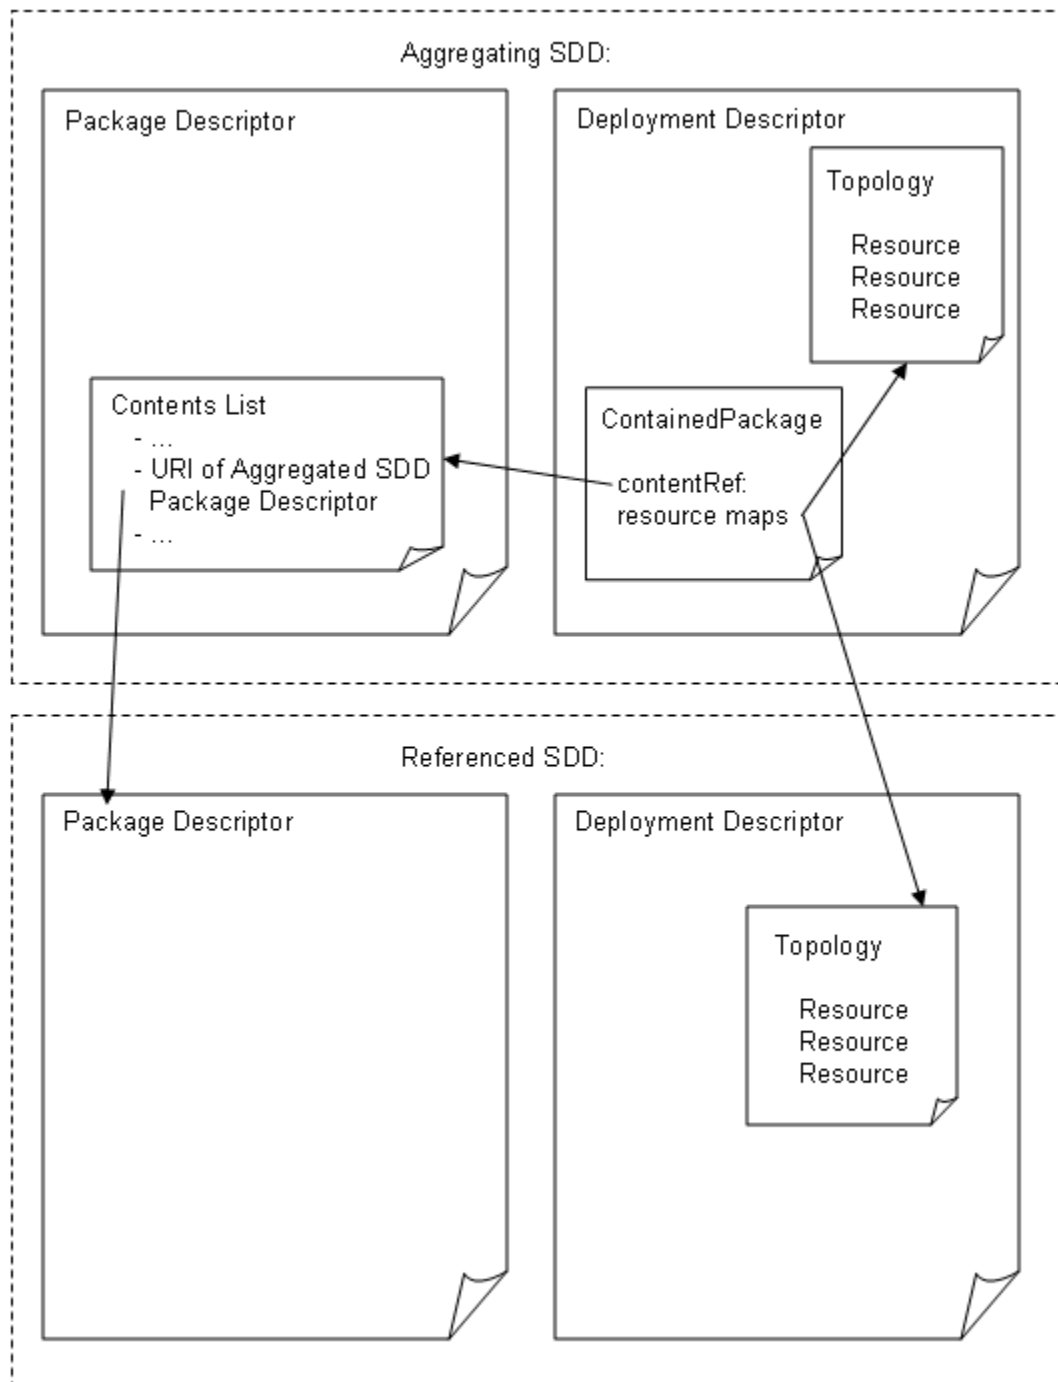 Aggregating SDD:
Package Descriptor
Contents List
- ...
- URI of Aggregated SDD
Package Descriptor
- ...
Deployment Descriptor
Topology
Resource
Resource
Resource
ContainedPackage
contentRef:
resource maps
Referenced SDD:
Package Descriptor
Deployment Descriptor
Topology
Resource
Resource
Resource